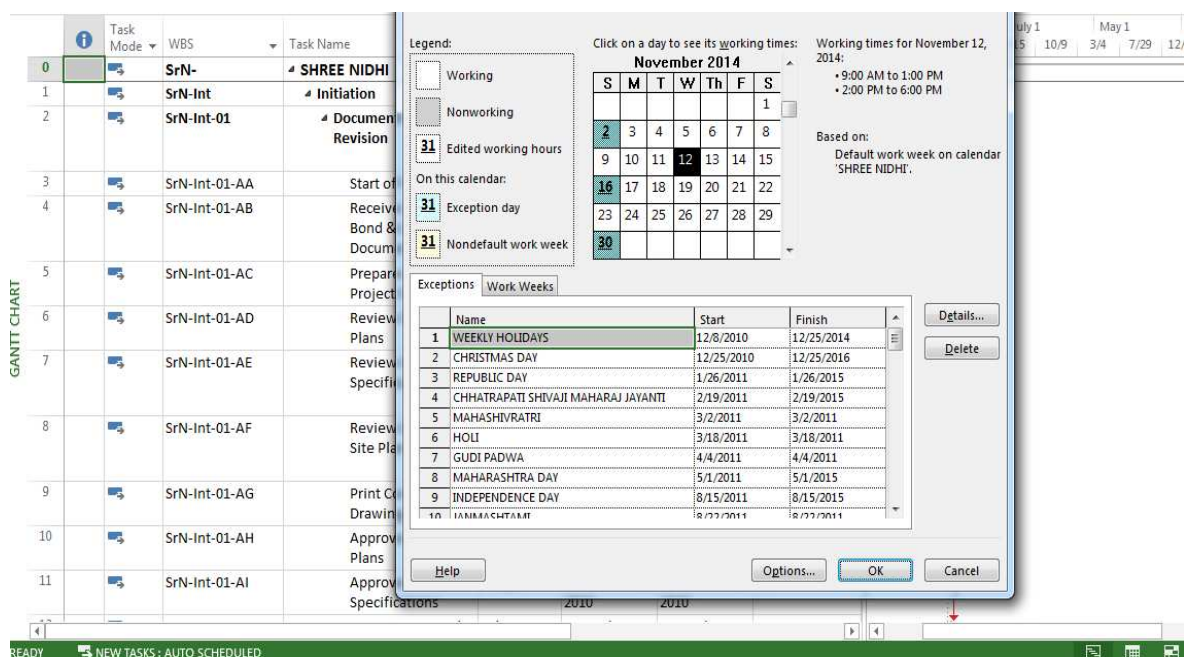 Task Mode WBS Task Name
0 SrN- SHREE NIDHI
1 SrN-Int Initiation
2 SrN-Int-01
Revision
3 SrN-Int-01-AA Start of
4 SrN-Int-01-AB
Bond &
5 SrN-Int-01-AC
Project
6 SrN-Int-01-AD Review
Plans
7 SrN-Int-01-AE Review
8 SrN-Int-01-AF Review
9 SrN-Int-01-AG
10 SrN-Int-01-AH
Plans
11 SrN-Int-01-AI
Specifications 2010 2010
GANTT CHART
Legend:
Working
Nonworking
31 Edited working hours
On this calendar:
31 Exception day
31 Nondefault work week
Click on a day to see its working times:
November 2014
S M T W Th F S
1
2 3 4 5 6 7 8
9 10 11 12 13 14 15
16 17 18 19 20 21 22
23 24 25 26 27 28 29
30
Working times for November 12,
2014:
• 9:00 AM to 1:00 PM
• 2:00 PM to 6:00 PM
Based on:
Default work week on calendar
'SHREE NIDHI'.
Exceptions Work Weeks
Name Start Finish
1 WEEKLY HOLIDAYS 12/8/2010 12/25/2014
2 CHRISTMAS DAY 12/25/2010 12/25/2016
3 REPUBLIC DAY 1/26/2011 1/26/2015
4 CHHATRAPATI SHIVAJI MAHARAJ JAYANTI 2/19/2011 2/19/2015
5 MAHASHIVRATRI 3/2/2011 3/2/2011
6 HOLI 3/18/2011 3/18/2011
7 GUDI PADWA 4/4/2011 4/4/2011
8 MAHARASHTRA DAY 5/1/2011 5/1/2015
9 INDEPENDENCE DAY 8/15/2011 8/15/2015
10 JANMASHTAMI 8/22/2011 8/22/2011
Details...
Delete
Help Options... OK Cancel
May 1
10/9 3/4 7/29
NEW TASKS : AUTO SCHEDULED